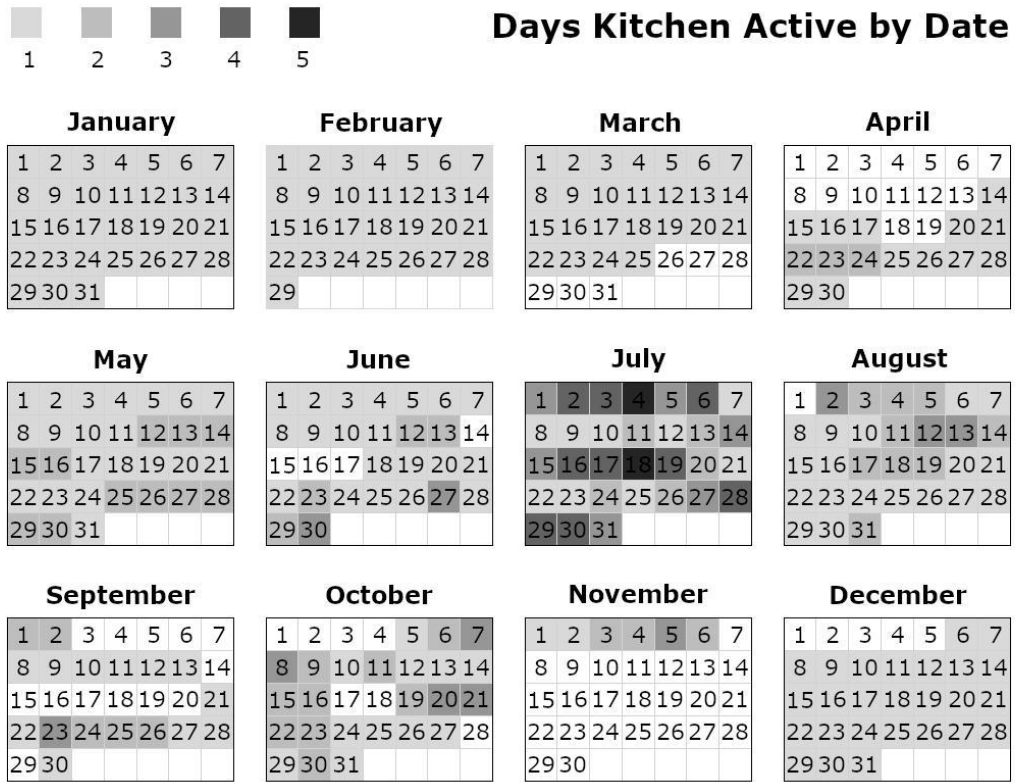 Days Kitchen Active by Date
1 2 3 4 5
January February March April
1 2 3 4 5 6 7 1 2 3 4 5 6 7 1 2 3 4 5 6 7 1 2 3 4 5 6 7
8 9 10 11 12 13 14 8 9 10 11 12 13 14 8 9 10 11 12 13 14 8 9 10 11 12 13 14
15 16 17 18 19 20 21 15 16 17 18 19 20 21 15 16 17 18 19 20 21 15 16 17 18 19 20 21
22 23 24 25 26 27 28 22 23 24 25 26 27 28 22 23 24 25 26 27 28 22 23 24 25 26 27 28
29 30 31 29 29 30 31 29 30
May June July August
1 2 3 4 5 6 7 1 2 3 4 5 6 7 1 2 3 4 5 6 7 1 2 3 4 5 6 7
8 9 10 11 12 13 14 8 9 10 11 12 13 14 8 9 10 11 12 13 14 8 9 10 11 12 13 14
15 16 17 18 19 20 21 15 16 17 18 19 20 21 15 16 17 18 19 20 21 15 16 17 18 19 20 21
22 23 24 25 26 27 28 22 23 24 25 26 27 28 22 23 24 25 26 27 28 22 23 24 25 26 27 28
29 30 31 29 30 29 30 31 29 30 31
September October November December
1 2 3 4 5 6 7 1 2 3 4 5 6 7 1 2 3 4 5 6 7 1 2 3 4 5 6 7
8 9 10 11 12 13 14 8 9 10 11 12 13 14 8 9 10 11 12 13 14 8 9 10 11 12 13 14
15 16 17 18 19 20 21 15 16 17 18 19 20 21 15 16 17 18 19 20 21 15 16 17 18 19 20 21
22 23 24 25 26 27 28 22 23 24 25 26 27 28 22 23 24 25 26 27 28 22 23 24 25 26 27 28
29 30 29 30 31 29 30 29 30 31